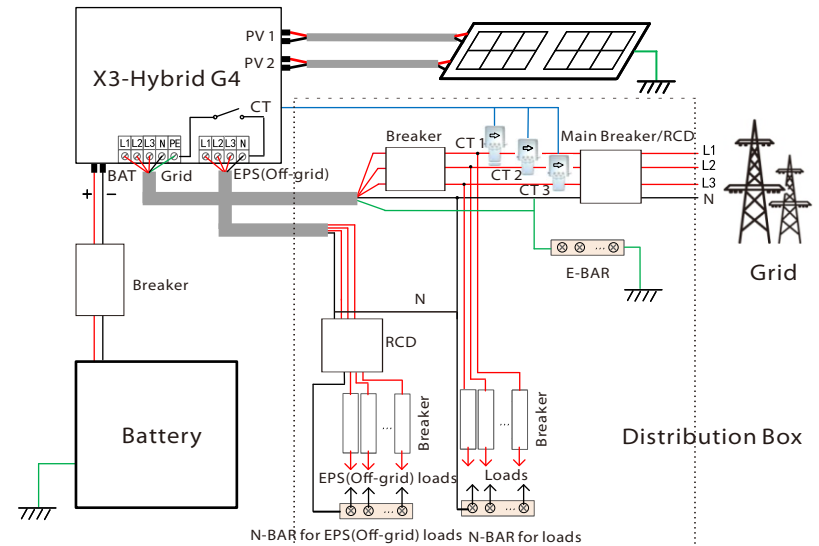 PV 1
PV 2
X3-Hybrid G4
CT
L1 L2 L3 N PE
L1 L2 L3 N
BAT
Grid
EPS(Off-grid)
+
−
Breaker
CT 1
CT 2
CT 3
Main Breaker/RCD
L1
L2
L3
N
E-BAR
Grid
Breaker
N
RCD
Battery
Breaker
Breaker
Distribution Box
EPS(Off-grid) loads
Loads
N-BAR for EPS(Off-grid) loads
N-BAR for loads